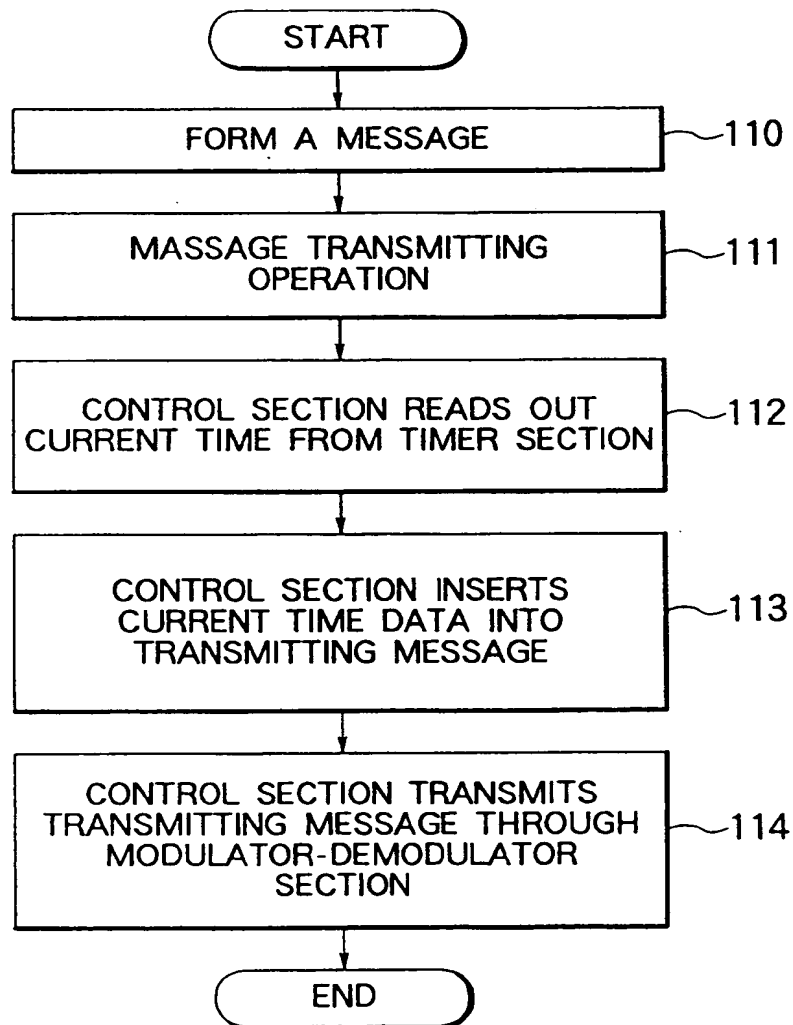 START
FORM A MESSAGE
110
MASSAGE TRANSMITTING
OPERATION
111
CONTROL SECTION READS OUT
CURRENT TIME FROM TIMER SECTION
112
CONTROL SECTION INSERTS
CURRENT TIME DATA INTO
TRANSMITTING MESSAGE
113
CONTROL SECTION TRANSMITS
TRANSMITTING MESSAGE THROUGH
MODULATOR-DEMODULATOR
SECTION
114
END